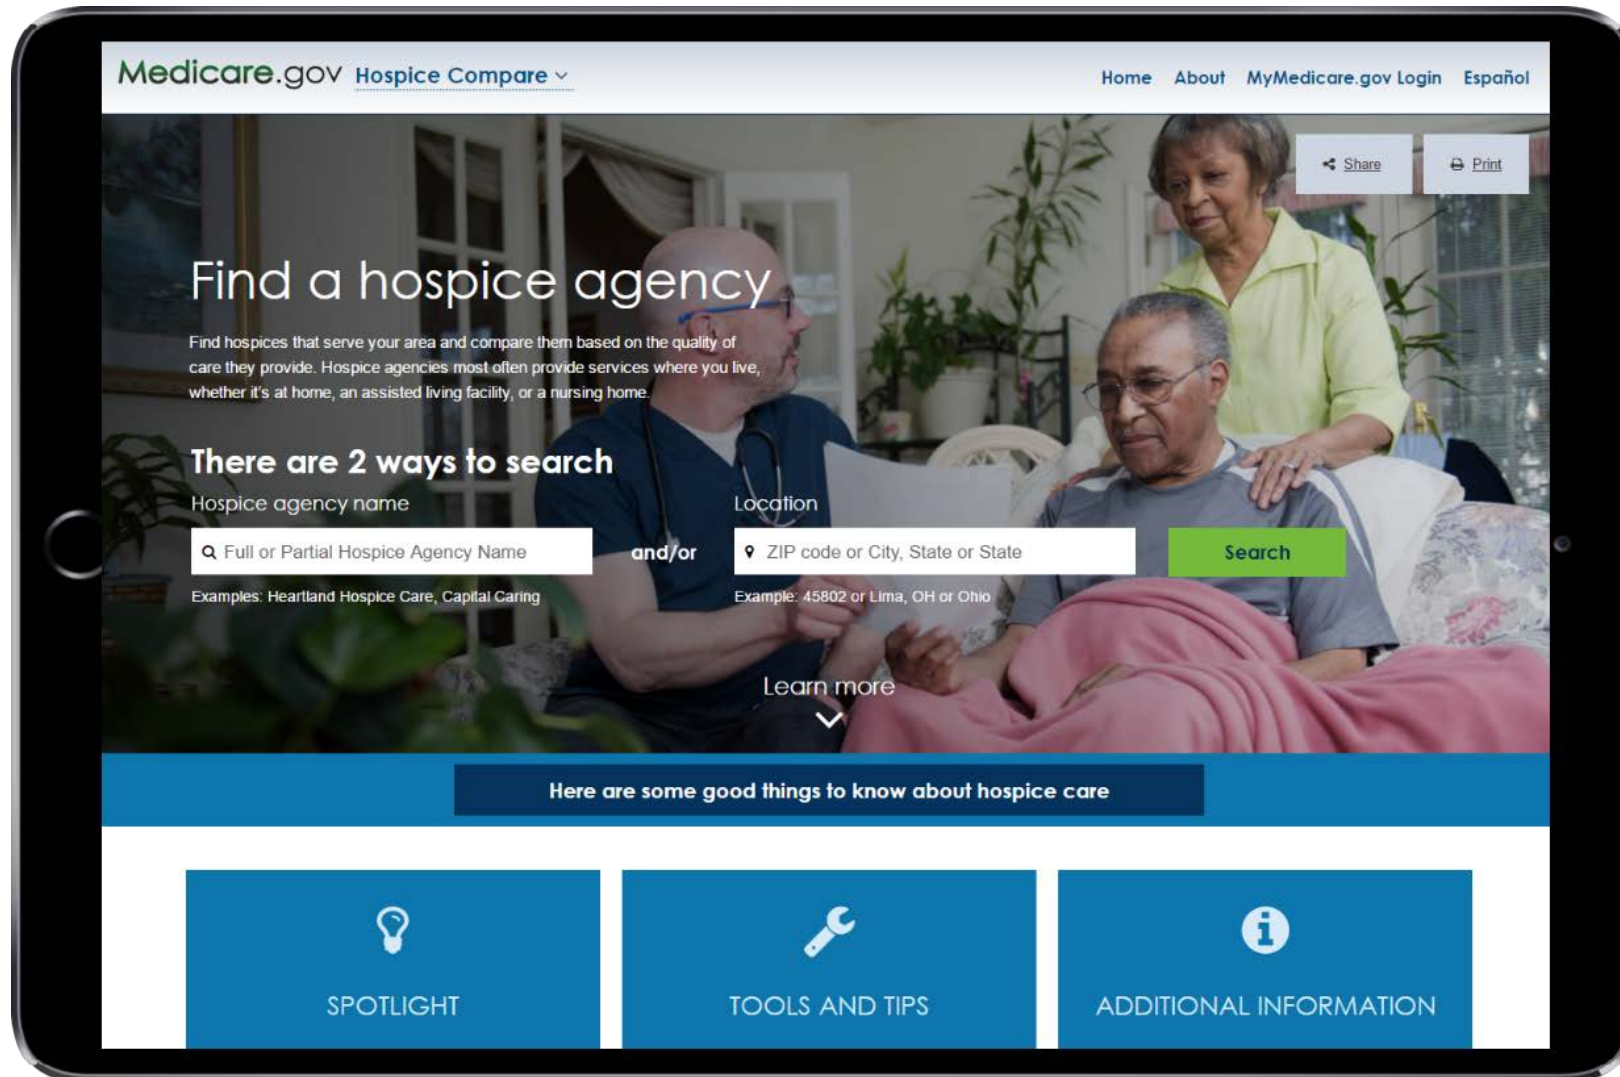 Medicare.gov Hospice Compare
Home About MyMedicare.gov Login Español
Share Print
Find a hospice agency
Find hospices that serve your area and compare them based on the quality of
care they provide. Hospice agencies most often provide services where you live,
whether it's at home, an assisted living facility, or a nursing home.
There are 2 ways to search
Hospice agency name
Full or Partial Hospice Agency Name
Examples: Heartland Hospice Care, Capital Caring
and/or
Location
ZIP code or City, State or State
Example: 45802 or Lima, OH or Ohio
Search
Learn more
Here are some good things to know about hospice care
SPOTLIGHT
TOOLS AND TIPS
ADDITIONAL INFORMATION